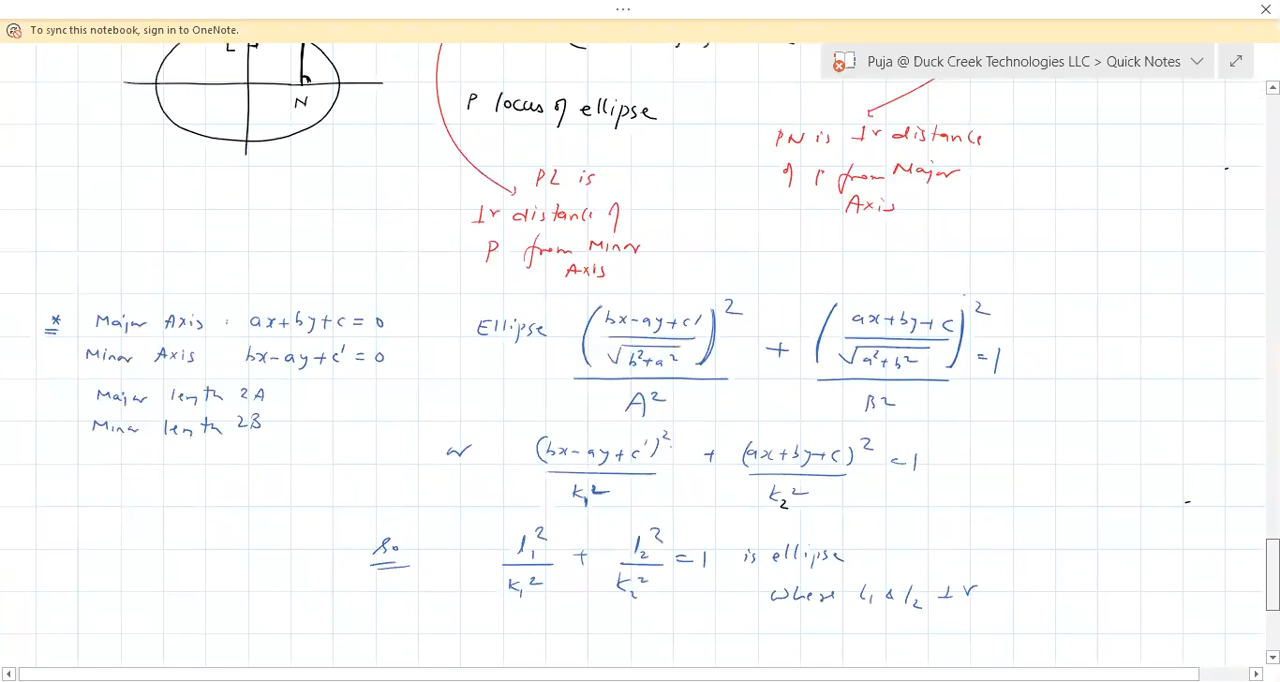 To sync this notebook, sign in to OneNote.
Puja @ Duck Creek Technologies LLC > Quick Notes
L
N
P locus of ellipse
PN is ⊥r distance
of P from Major
Axis
PL is
⊥r distance of
P from Minor
Axis
* Major Axis : ax+by+c=0
Minor Axis bx-ay+c'=0
Major length 2A
Minor length 2B
Ellipse ((bx-ay+c')/√(b²+a²))²/A² + ((ax+by+c)/√(a²+b²))²/B² =1
or (bx-ay+c')²/k₁² + (ax+by+c)²/k₂² =1
So l₁²/k₁² + l₂²/k₂² =1 is ellipse
where l₁ & l₂ ⊥r